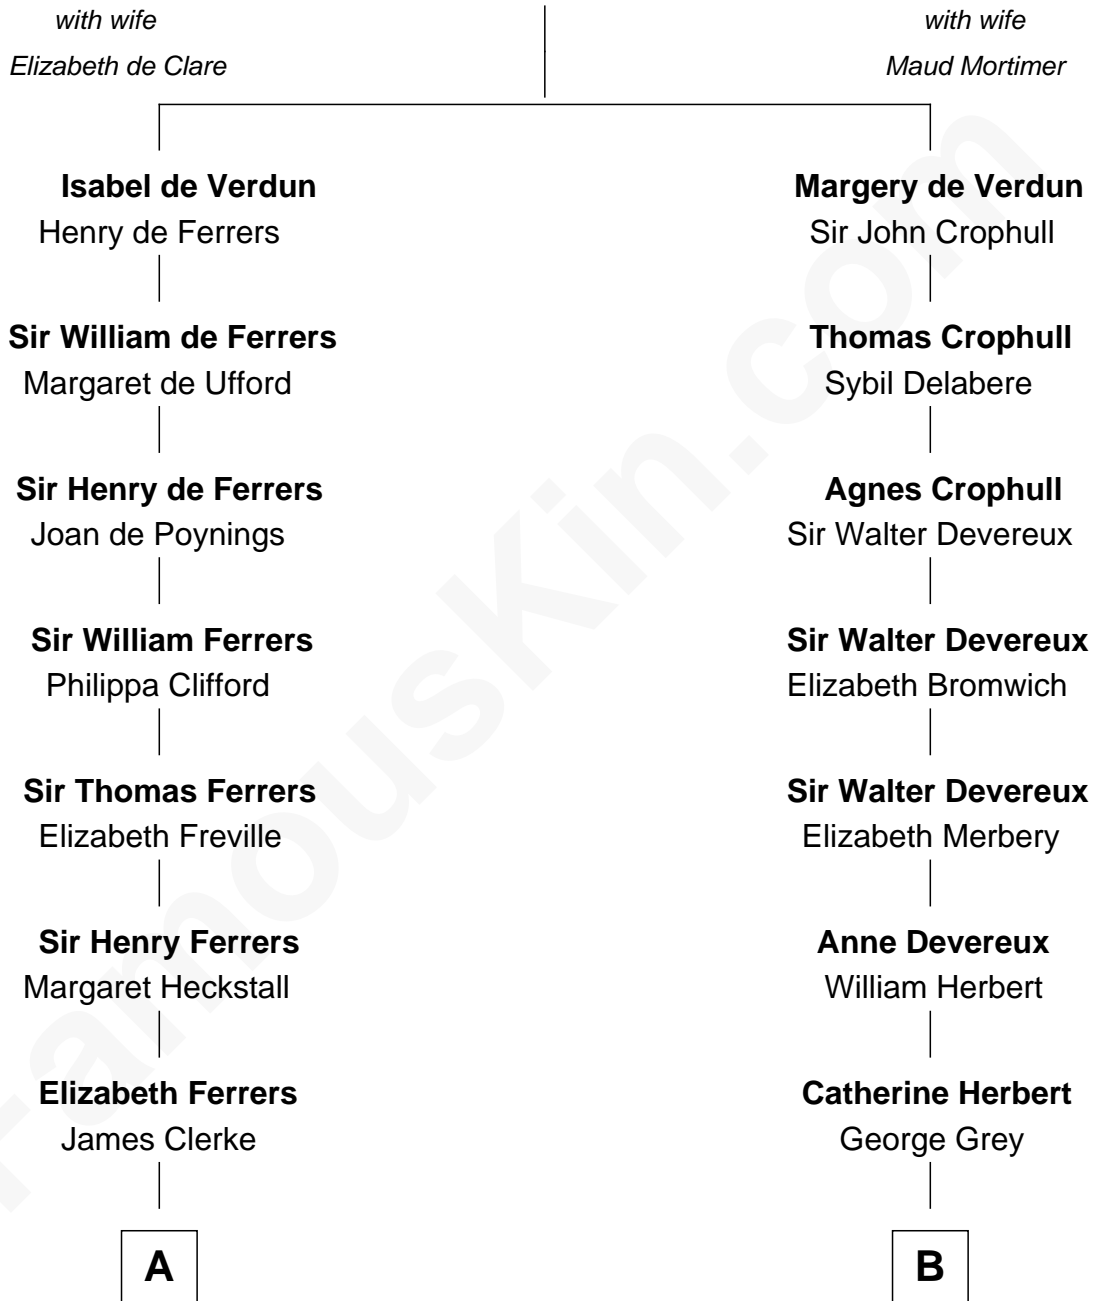 with wife
Elizabeth de Clare
with wife
Maud Mortimer
Isabel de Verdun
Henry de Ferrers
Margery de Verdun
Sir John Crophull
Sir William de Ferrers
Margaret de Ufford
Thomas Crophull
Sybil Delabere
Sir Henry de Ferrers
Joan de Poynings
Agnes Crophull
Sir Walter Devereux
Sir William Ferrers
Philippa Clifford
Sir Walter Devereux
Elizabeth Bromwich
Sir Thomas Ferrers
Elizabeth Freville
Sir Walter Devereux
Elizabeth Merbery
Sir Henry Ferrers
Margaret Heckstall
Anne Devereux
William Herbert
Elizabeth Ferrers
James Clerke
Catherine Herbert
George Grey
A
B
FamousKin.com